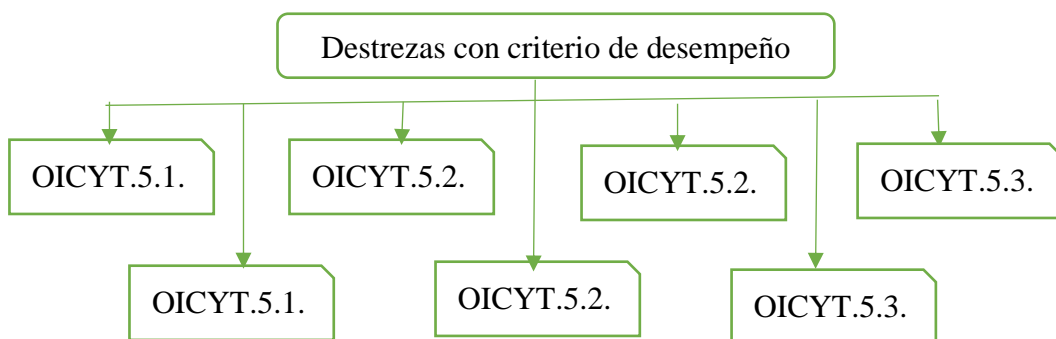 Destrezas con criterio de desempeño
OICYT.5.1.
OICYT.5.2.
OICYT.5.2.
OICYT.5.3.
OICYT.5.1.
OICYT.5.2.
OICYT.5.3.